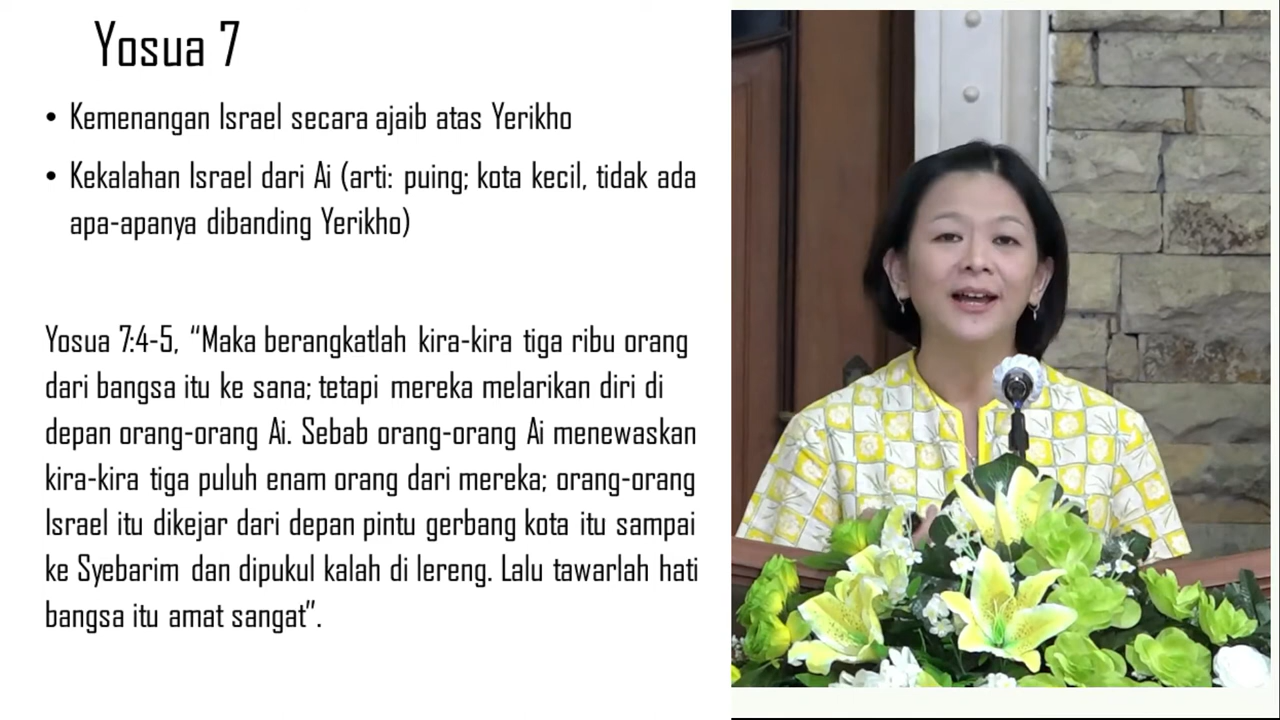 Yosua 7
• Kemenangan Israel secara ajaib atas Yerikho
• Kekalahan Israel dari Ai (arti: puing; kota kecil, tidak ada
apa-apanya dibanding Yerikho)
Yosua 7:4-5, “Maka berangkatlah kira-kira tiga ribu orang
dari bangsa itu ke sana; tetapi mereka melarikan diri di
depan orang-orang Ai. Sebab orang-orang Ai menewaskan
kira-kira tiga puluh enam orang dari mereka; orang-orang
Israel itu dikejar dari depan pintu gerbang kota itu sampai
ke Syebarim dan dipukul kalah di lereng. Lalu tawarlah hati
bangsa itu amat sangat”.